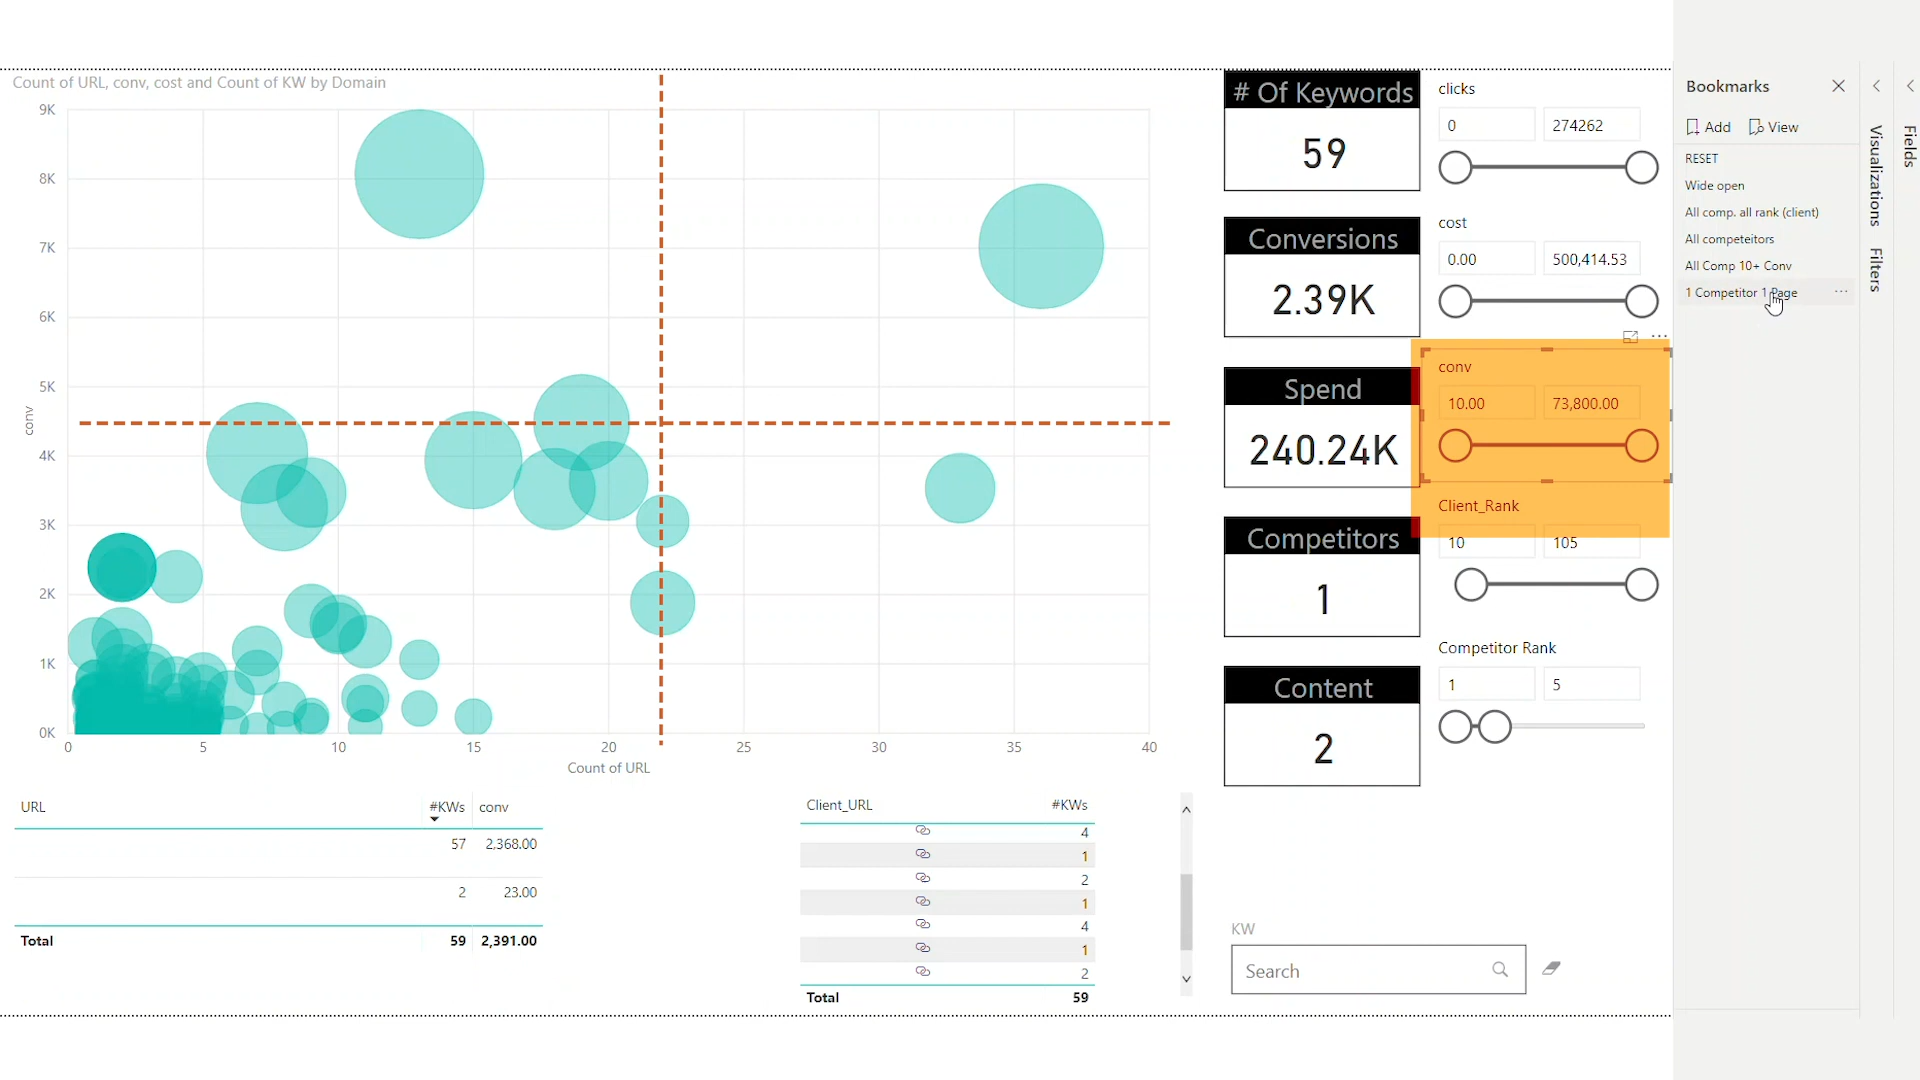 Count of URL, conv, cost and Count of KW by Domain
9K
8K
7K
6K
5K
4K
3K
2K
1K
0K
conv
0 5 10 15 20 25 30 35 40
Count of URL
# Of Keywords
59
Conversions
2.39K
Spend
240.24K
Competitors
1
Content
2
clicks
0 274262
cost
0.00 500,414.53
conv
10.00 73,800.00
Client_Rank
10 105
Competitor Rank
1 5
Bookmarks
Add View
RESET
Wide open
All comp. all rank (client)
All competeitors
All Comp 10+ Conv
1 Competitor 1 Page
Visualizations
Filters
Fields
URL #KWs conv
57 2,368.00
2 23.00
Total 59 2,391.00
Client_URL #KWs
4
1
2
1
4
1
2
Total 59
KW
Search